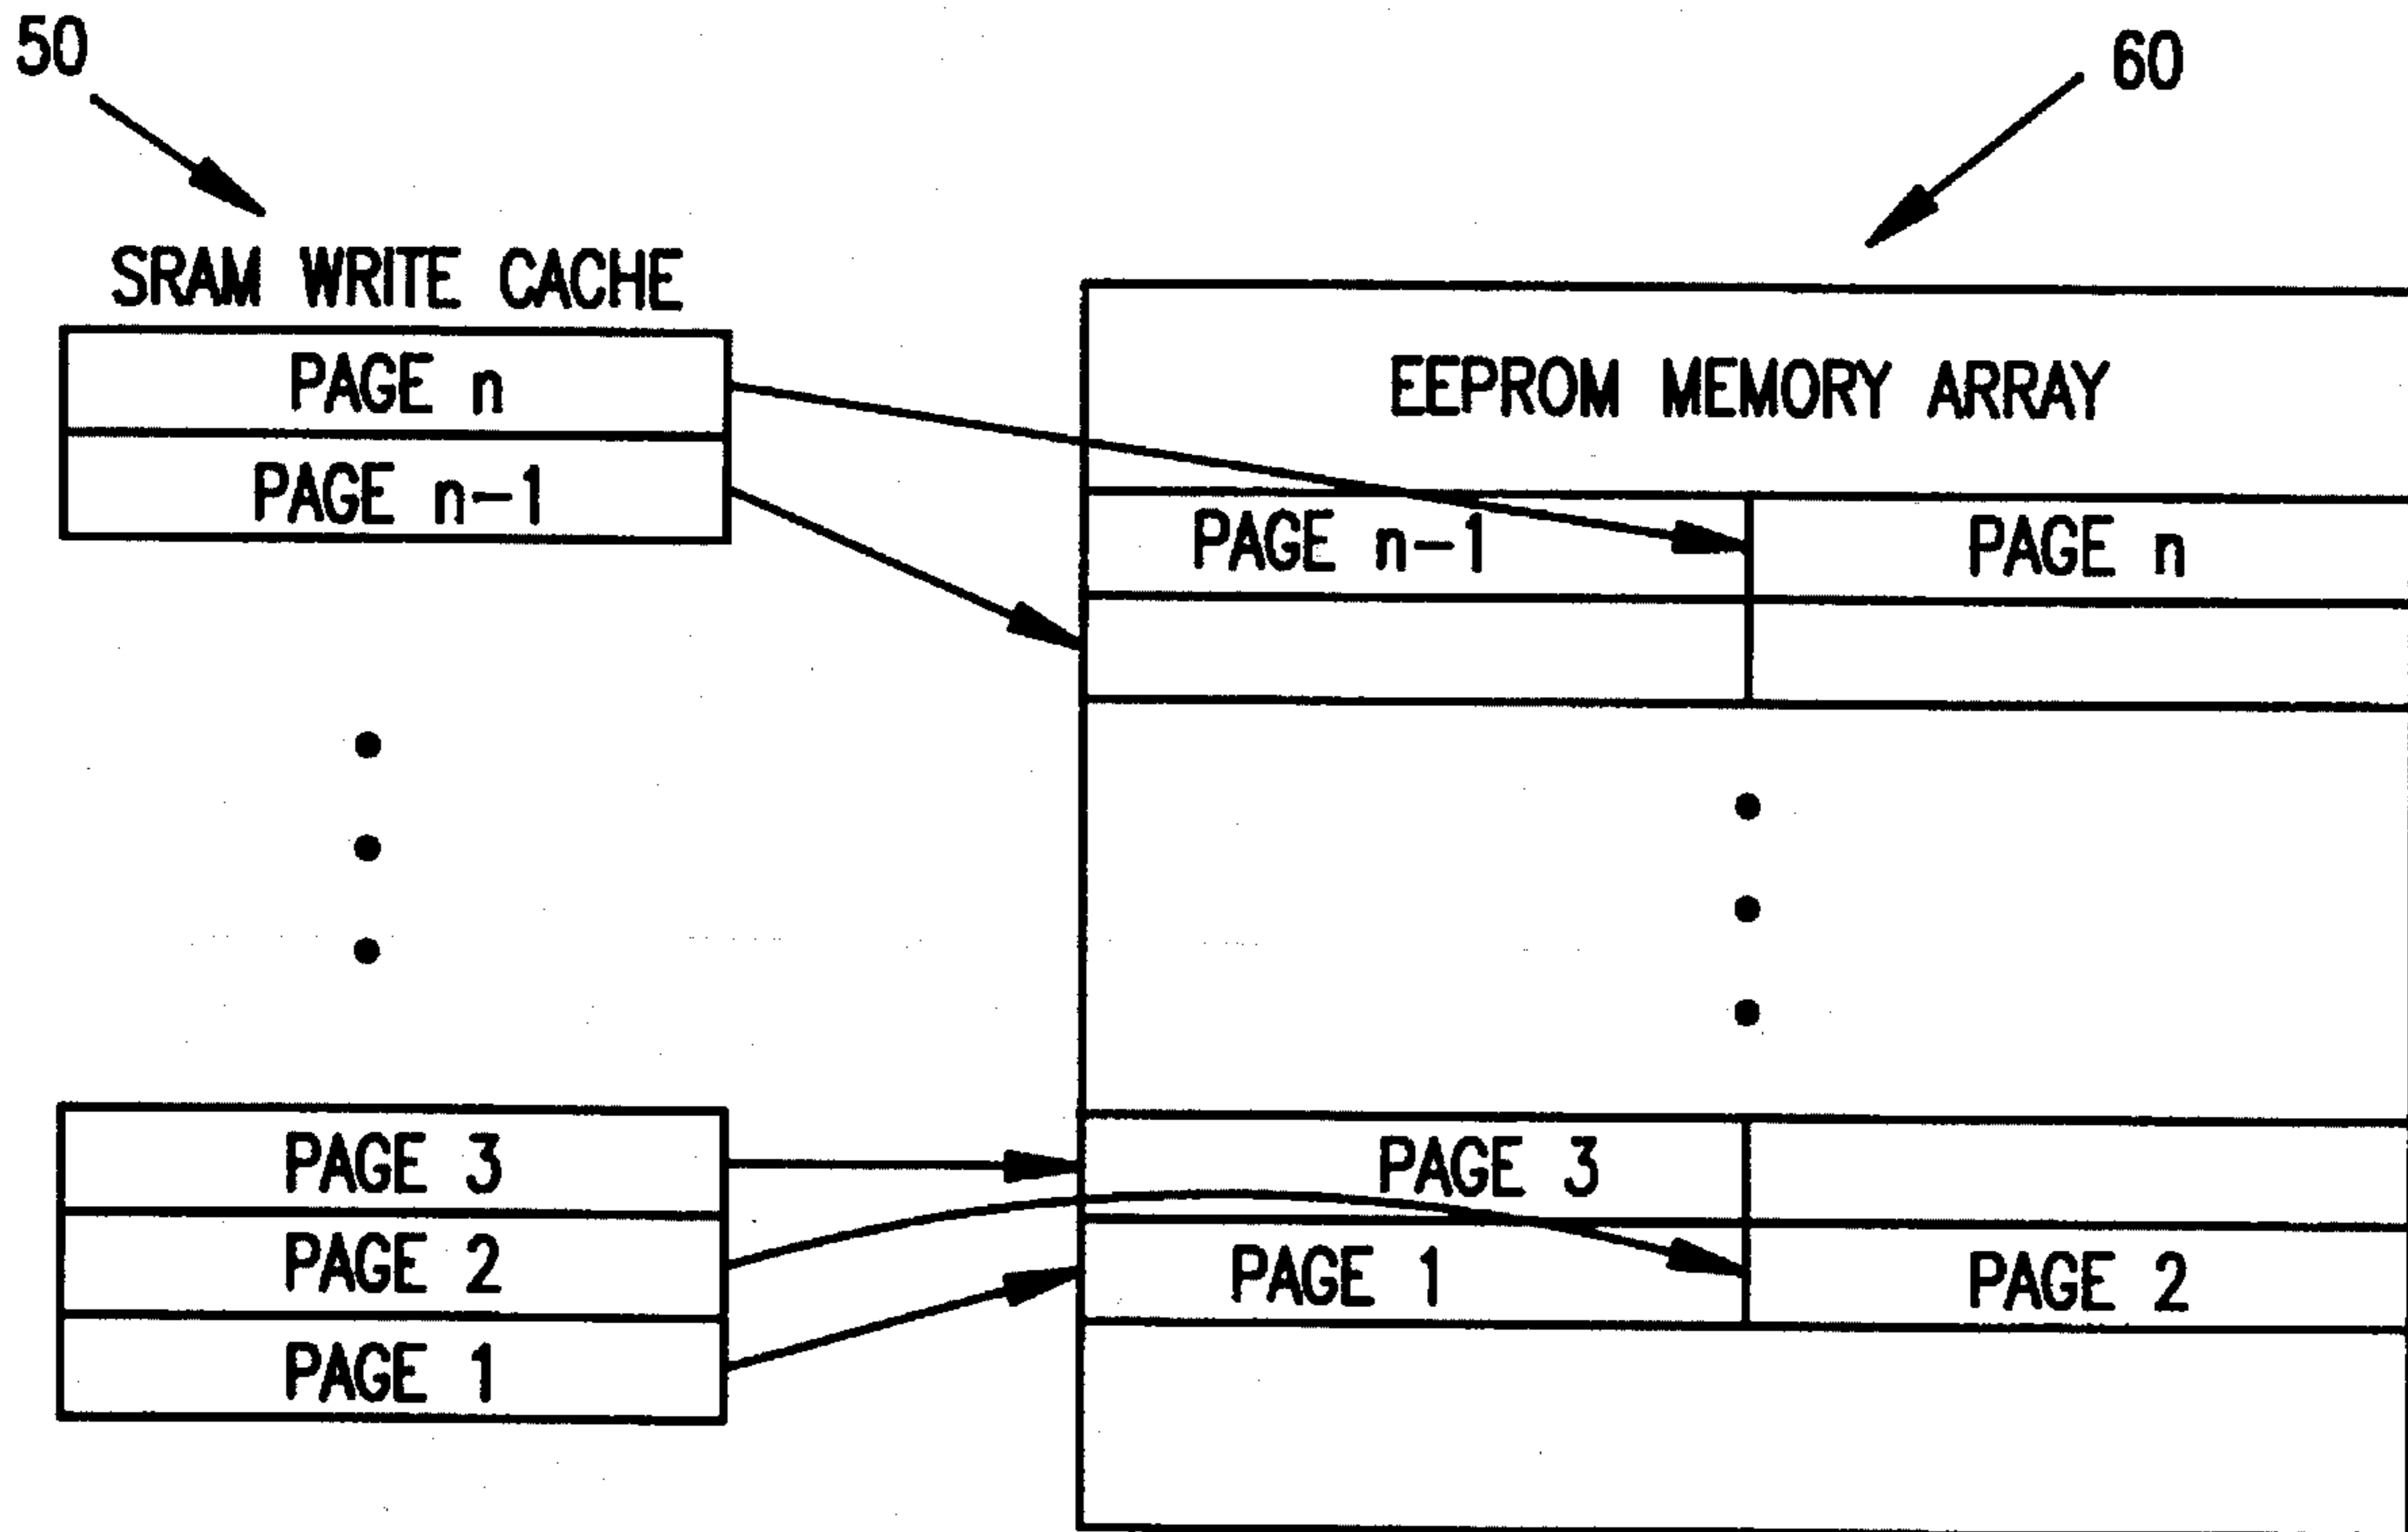 50
60
SRAM WRITE CACHE
PAGE n
PAGE n-1
PAGE 3
PAGE 2
PAGE 1
EEPROM MEMORY ARRAY
PAGE n-1
PAGE n
PAGE 3
PAGE 1
PAGE 2